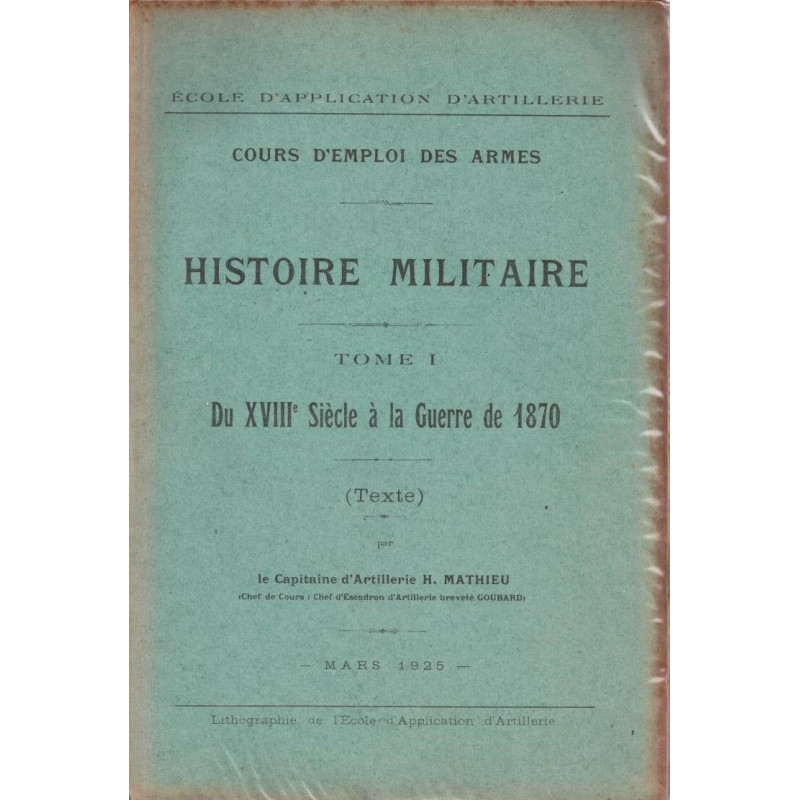 ÉCOLE D'APPLICATION D'ARTILLERIE
COURS D'EMPLOI DES ARMES
HISTOIRE MILITAIRE
TOME I
Du XVIIIe Siècle à la Guerre de 1870
(Texte)
par
le Capitaine d'Artillerie H. MATHIEU
(Chef de Cours : Chef d'Escadron d'Artillerie breveté GOUBARD)
— MARS 1925 —
Lithographie de l'Ecole d'Application d'Artillerie